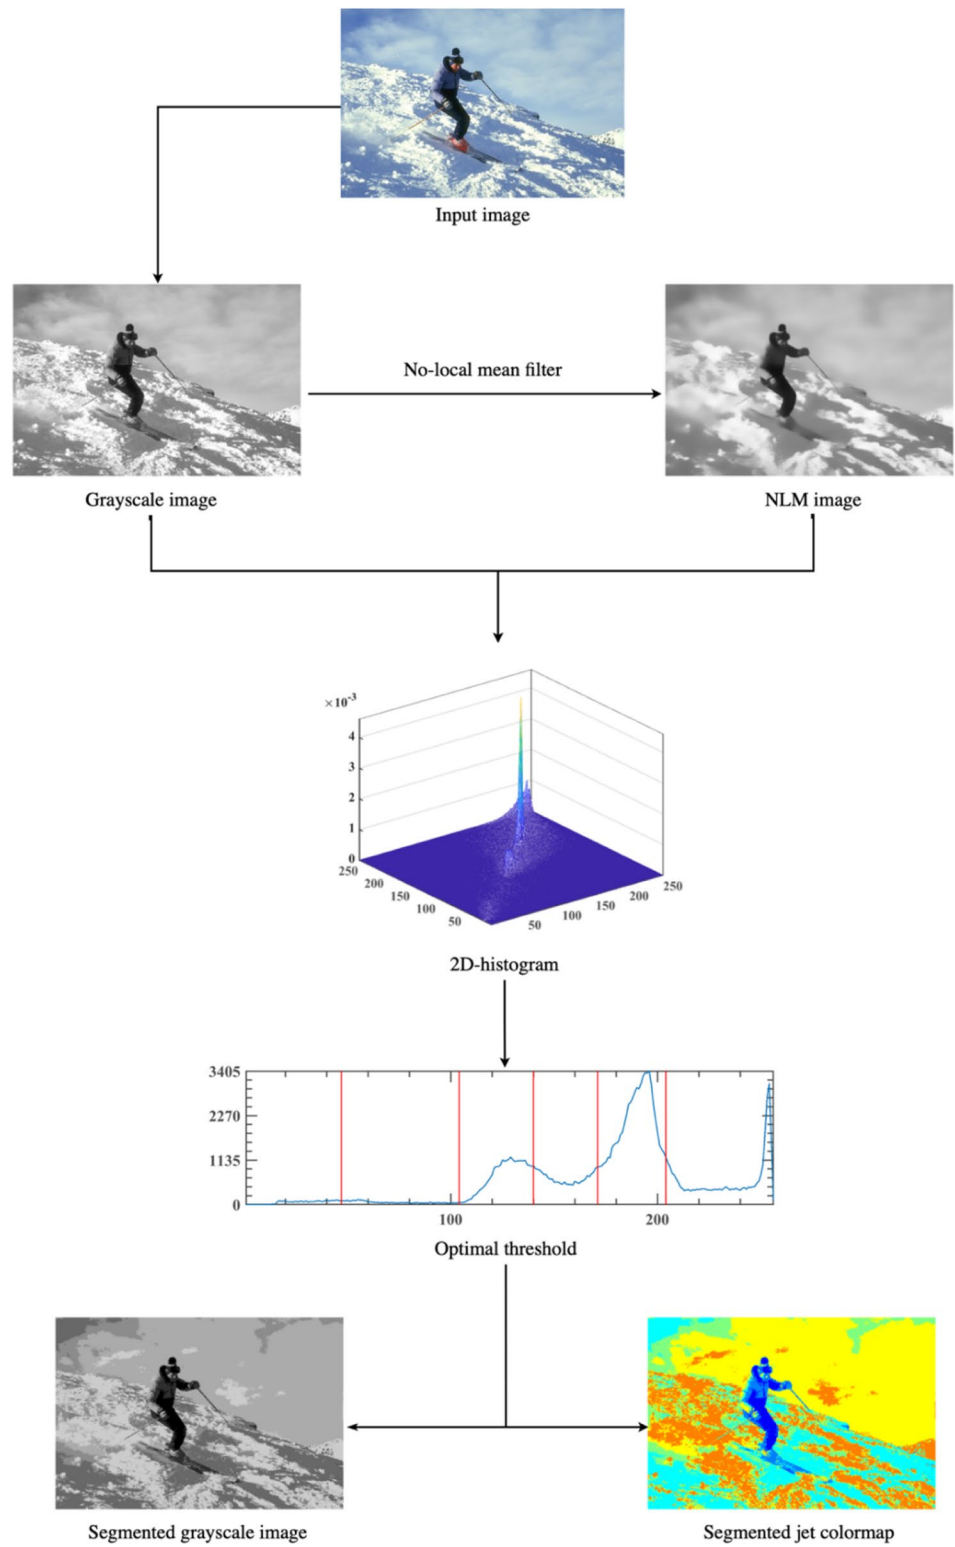 Input image
No-local mean filter
Grayscale image
NLM image
×10-3
4
3
2
1
0
250
200
150
100
50
50
100
150
200
250
2D-histogram
3405
2270
1135
0
100
200
Optimal threshold
Segmented grayscale image
Segmented jet colormap